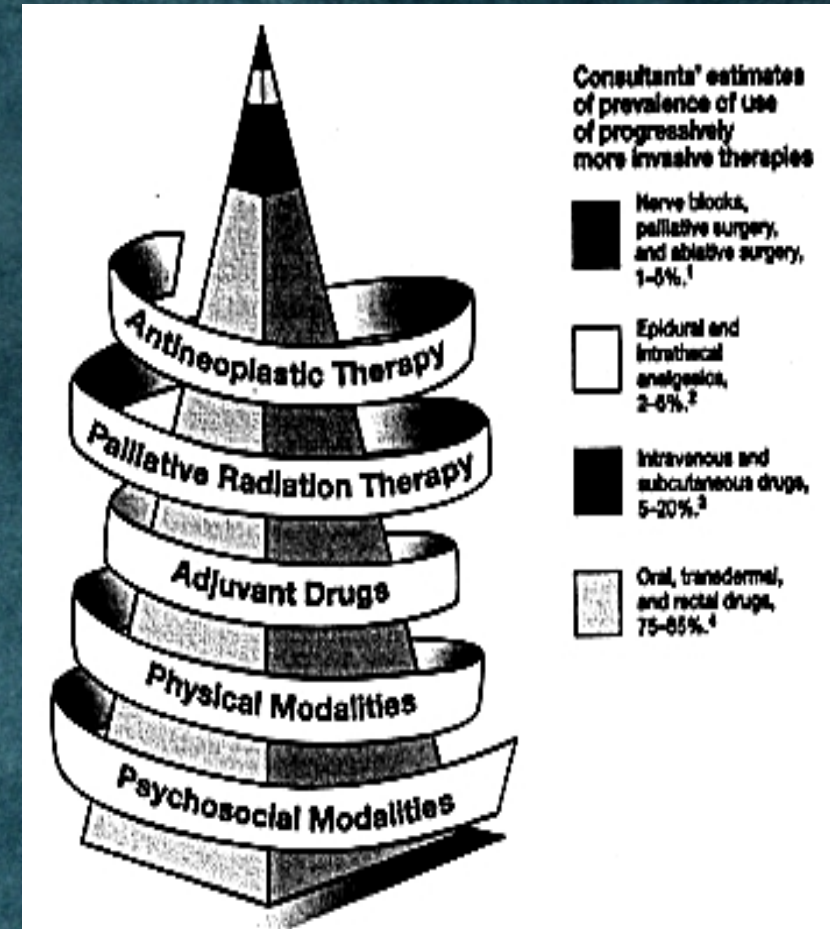 Antineoplastic Therapy
Palliative Radiation Therapy
Adjuvant Drugs
Physical Modalities
Psychosocial Modalities
Consultants' estimates
of prevalence of use
of progressively
more invasive therapies
Nerve blocks,
palliative surgery,
and ablative surgery,
Epidural and
intrathecal
analgesics,
Intravenous and
subcutaneous drugs,
5–20%.³
Oral, transdermal,
and rectal drugs,